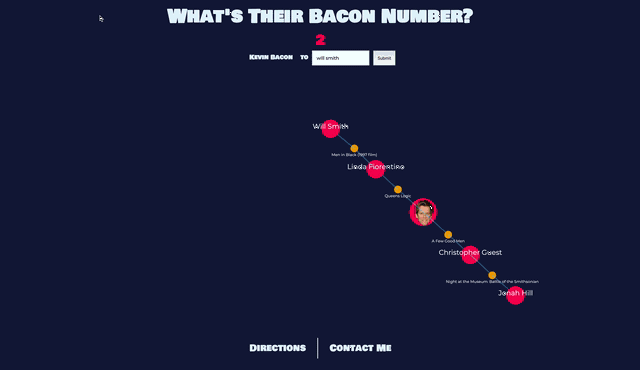 What's Their Bacon Number?
2
Kevin Bacon to will smith Submit
Will Smith
Men in Black (1997 film)
Linda Fiorentino
Queens Logic
A Few Good Men
Christopher Guest
Night at the Museum: Battle of the Smithsonian
Jonah Hill
Directions Contact Me